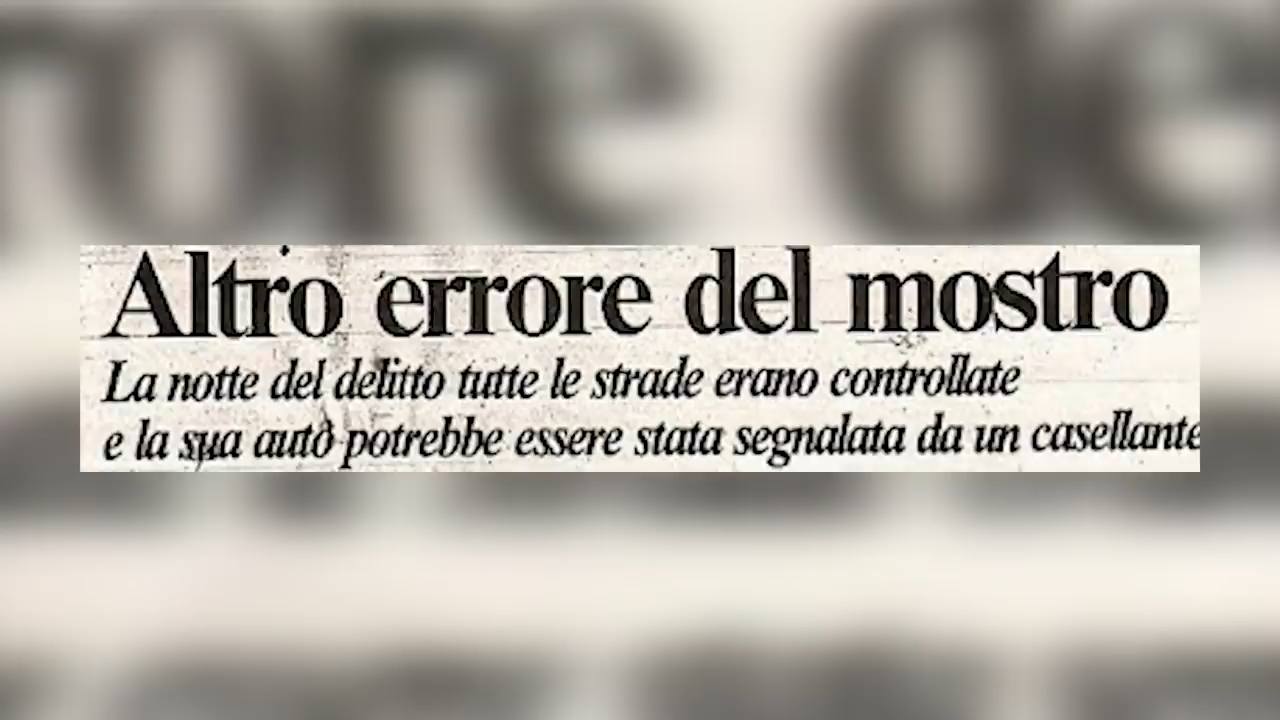 Altro errore del mostro
La notte del delitto tutte le strade erano controllate
e la sua auto potrebbe essere stata segnalata da un casellante